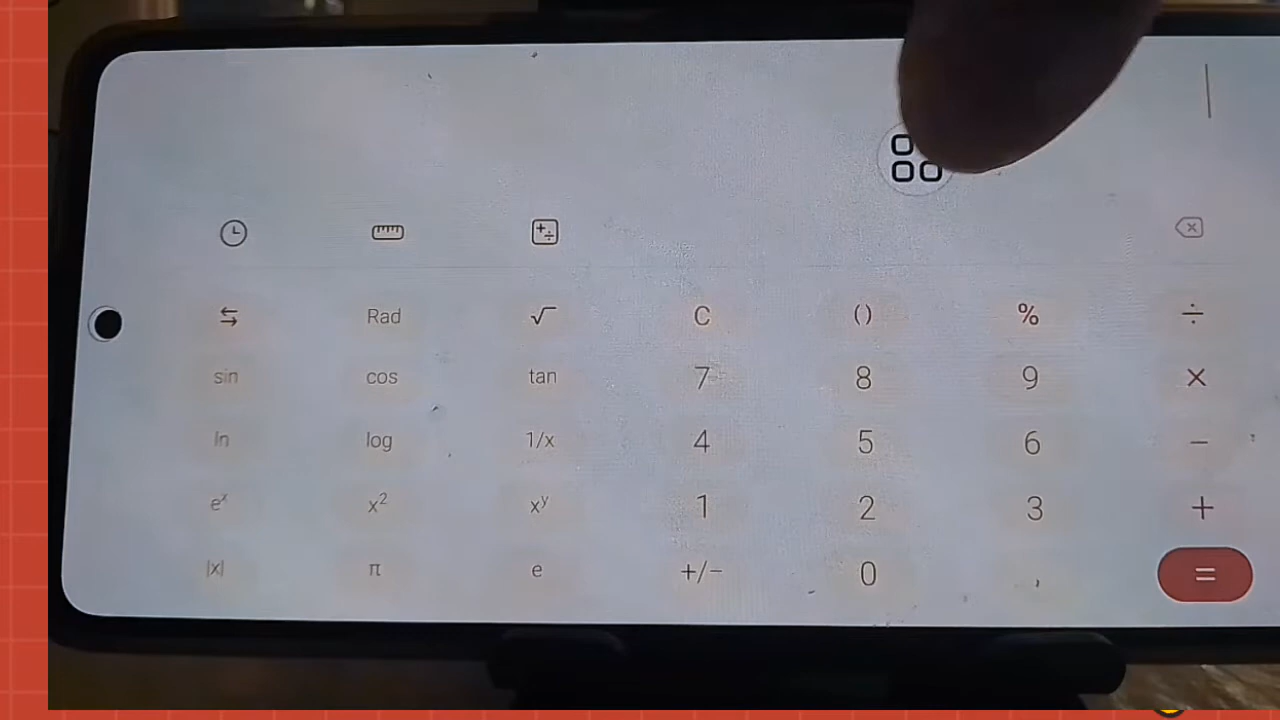 Rad √ C () % ÷
sin cos tan 7 8 9 ×
ln log 1/x 4 5 6 −
eˣ x² xʸ 1 2 3 +
|x| π e +/− 0 , =